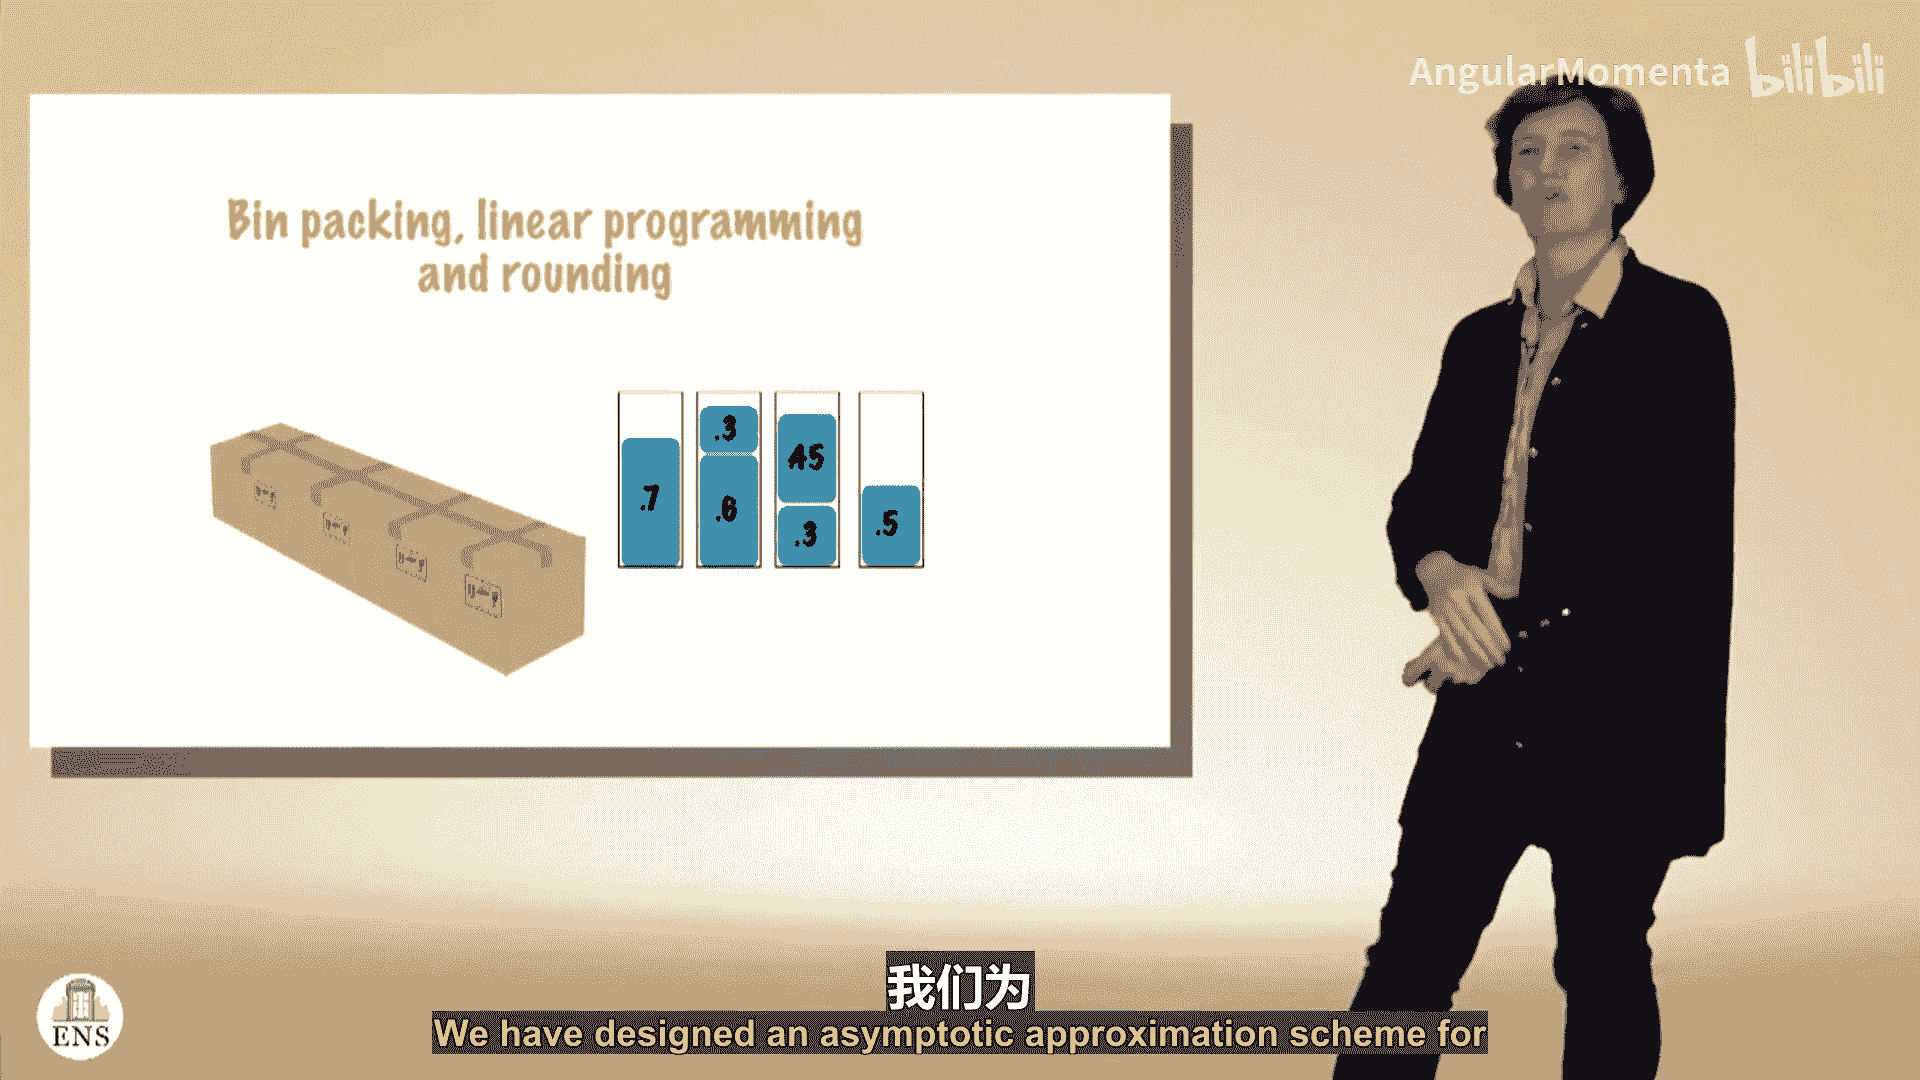 AngularMomenta bilibili
Bin packing, linear programming
and rounding
.3
.7
.6
.45
.3
.5
ENS
我们为
We have designed an asymptotic approximation scheme for